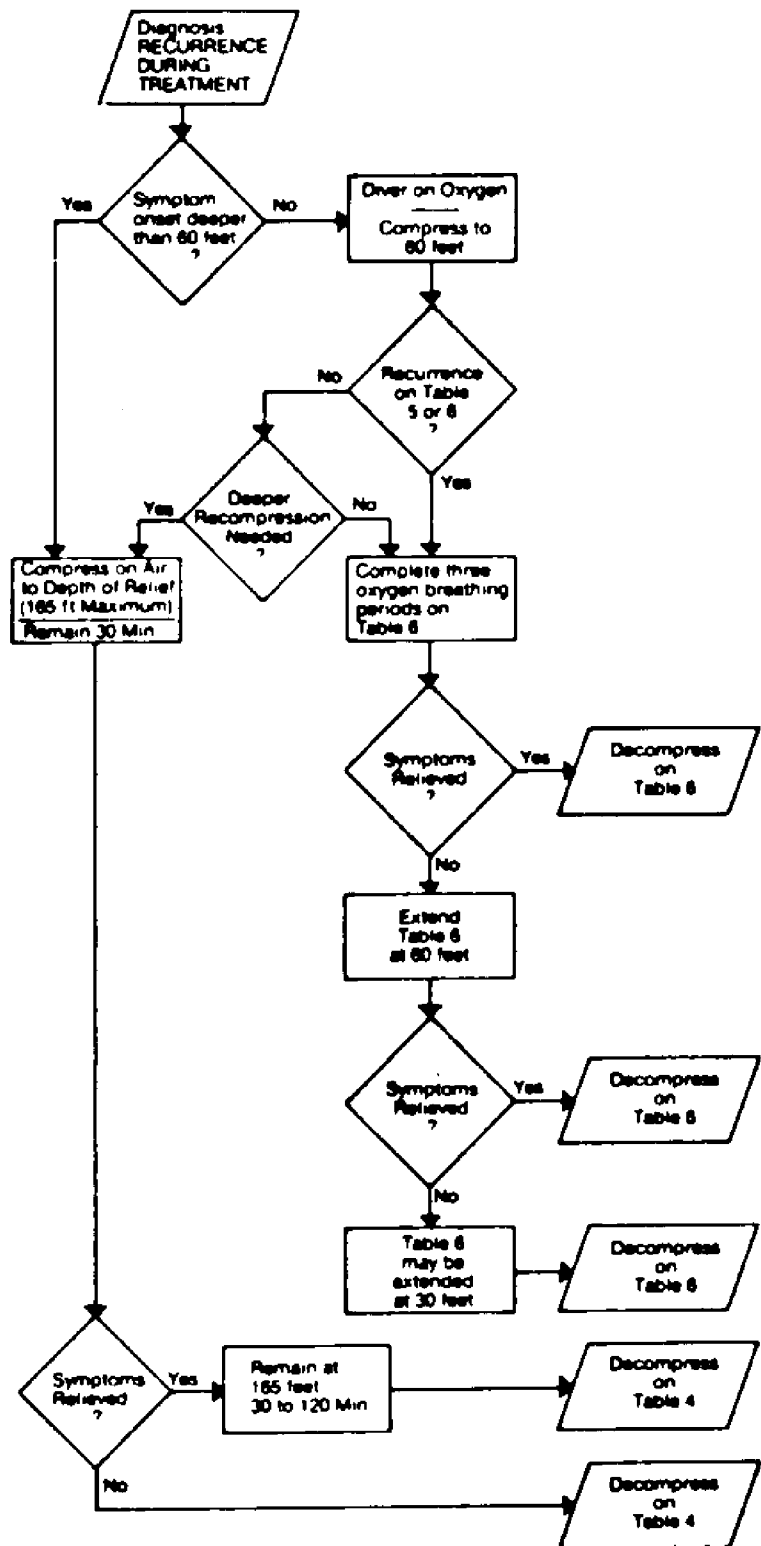 Diagnosis
RECURRENCE
DURING
TREATMENT
Yes
Symptom
onset deeper
than 60 feet
?
No
Diver on Oxygen
Compress to
60 feet
No
Recurrence
on Table
5 or 6
?
Yes
Yes
Deeper
Recompression
Needed
?
No
Compress on Air
to Depth of Relief
(165 ft Maximum)
Remain 30 Min
Complete three
oxygen breathing
periods on
Table 6
Symptoms
Relieved
?
Yes
Decompress
on
Table 6
No
Extend
Table 6
at 60 feet
Symptoms
Relieved
?
Yes
Decompress
on
Table 6
No
Table 6
may be
extended
at 30 feet
Decompress
on
Table 6
Symptoms
Relieved
?
Yes
Remain at
165 feet
30 to 120 Min
Decompress
on
Table 4
No
Decompress
on
Table 4